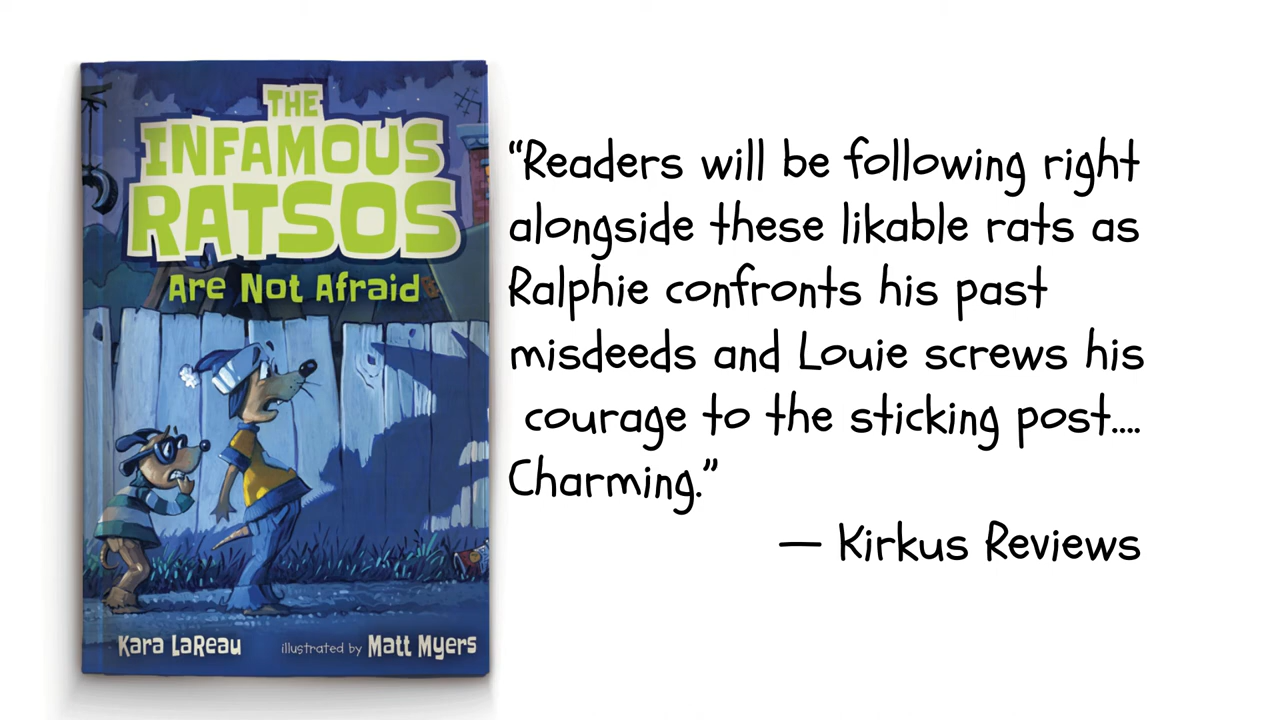 THE
INFAMOUS
RATSOS
Are Not Afraid
Kara LaReau
illustrated by Matt Myers
“Readers will be following right
alongside these likable rats as
Ralphie confronts his past
misdeeds and Louie screws his
courage to the sticking post....
Charming.”
— Kirkus Reviews